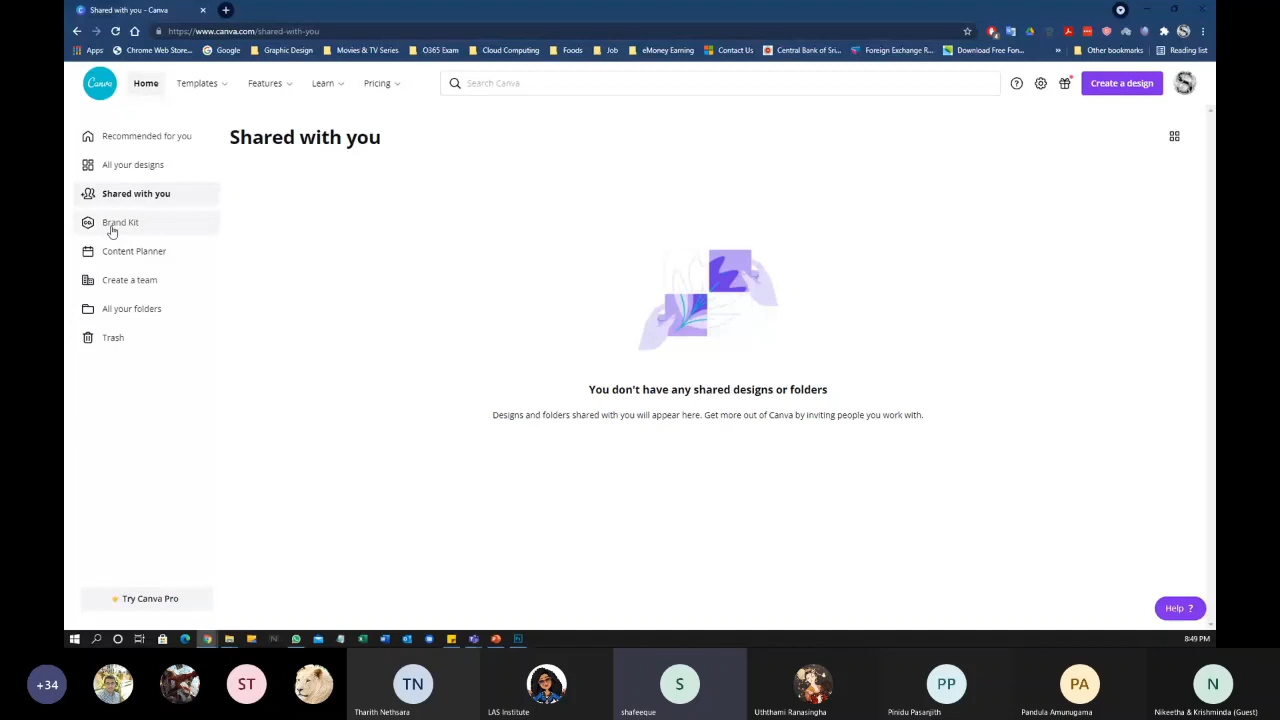 Shared with you - Canva
https://www.canva.com/shared-with-you
Apps
Chrome Web Store...
Google
Graphic Design
Movies & TV Series
O365 Exam
Cloud Computing
Foods
Job
eMoney Earning
Contact Us
Central Bank of Sri...
Foreign Exchange R...
Download Free Fon...
»
Other bookmarks
Reading list
Canva
Home
Templates
Features
Learn
Pricing
Search Canva
Create a design
Recommended for you
All your designs
Shared with you
Brand Kit
Content Planner
Create a team
All your folders
Trash
Shared with you
You don't have any shared designs or folders
Designs and folders shared with you will appear here. Get more out of Canva by inviting people you work with.
Try Canva Pro
Help ?
8:49 PM
+34
ST
TN
S
PP
PA
N
Tharith Nethsara
LAS Institute
shafeeque
Uththami Ranasingha
Pinidu Pasanjith
Pandula Amunugama
Nikeetha & Krishminda (Guest)